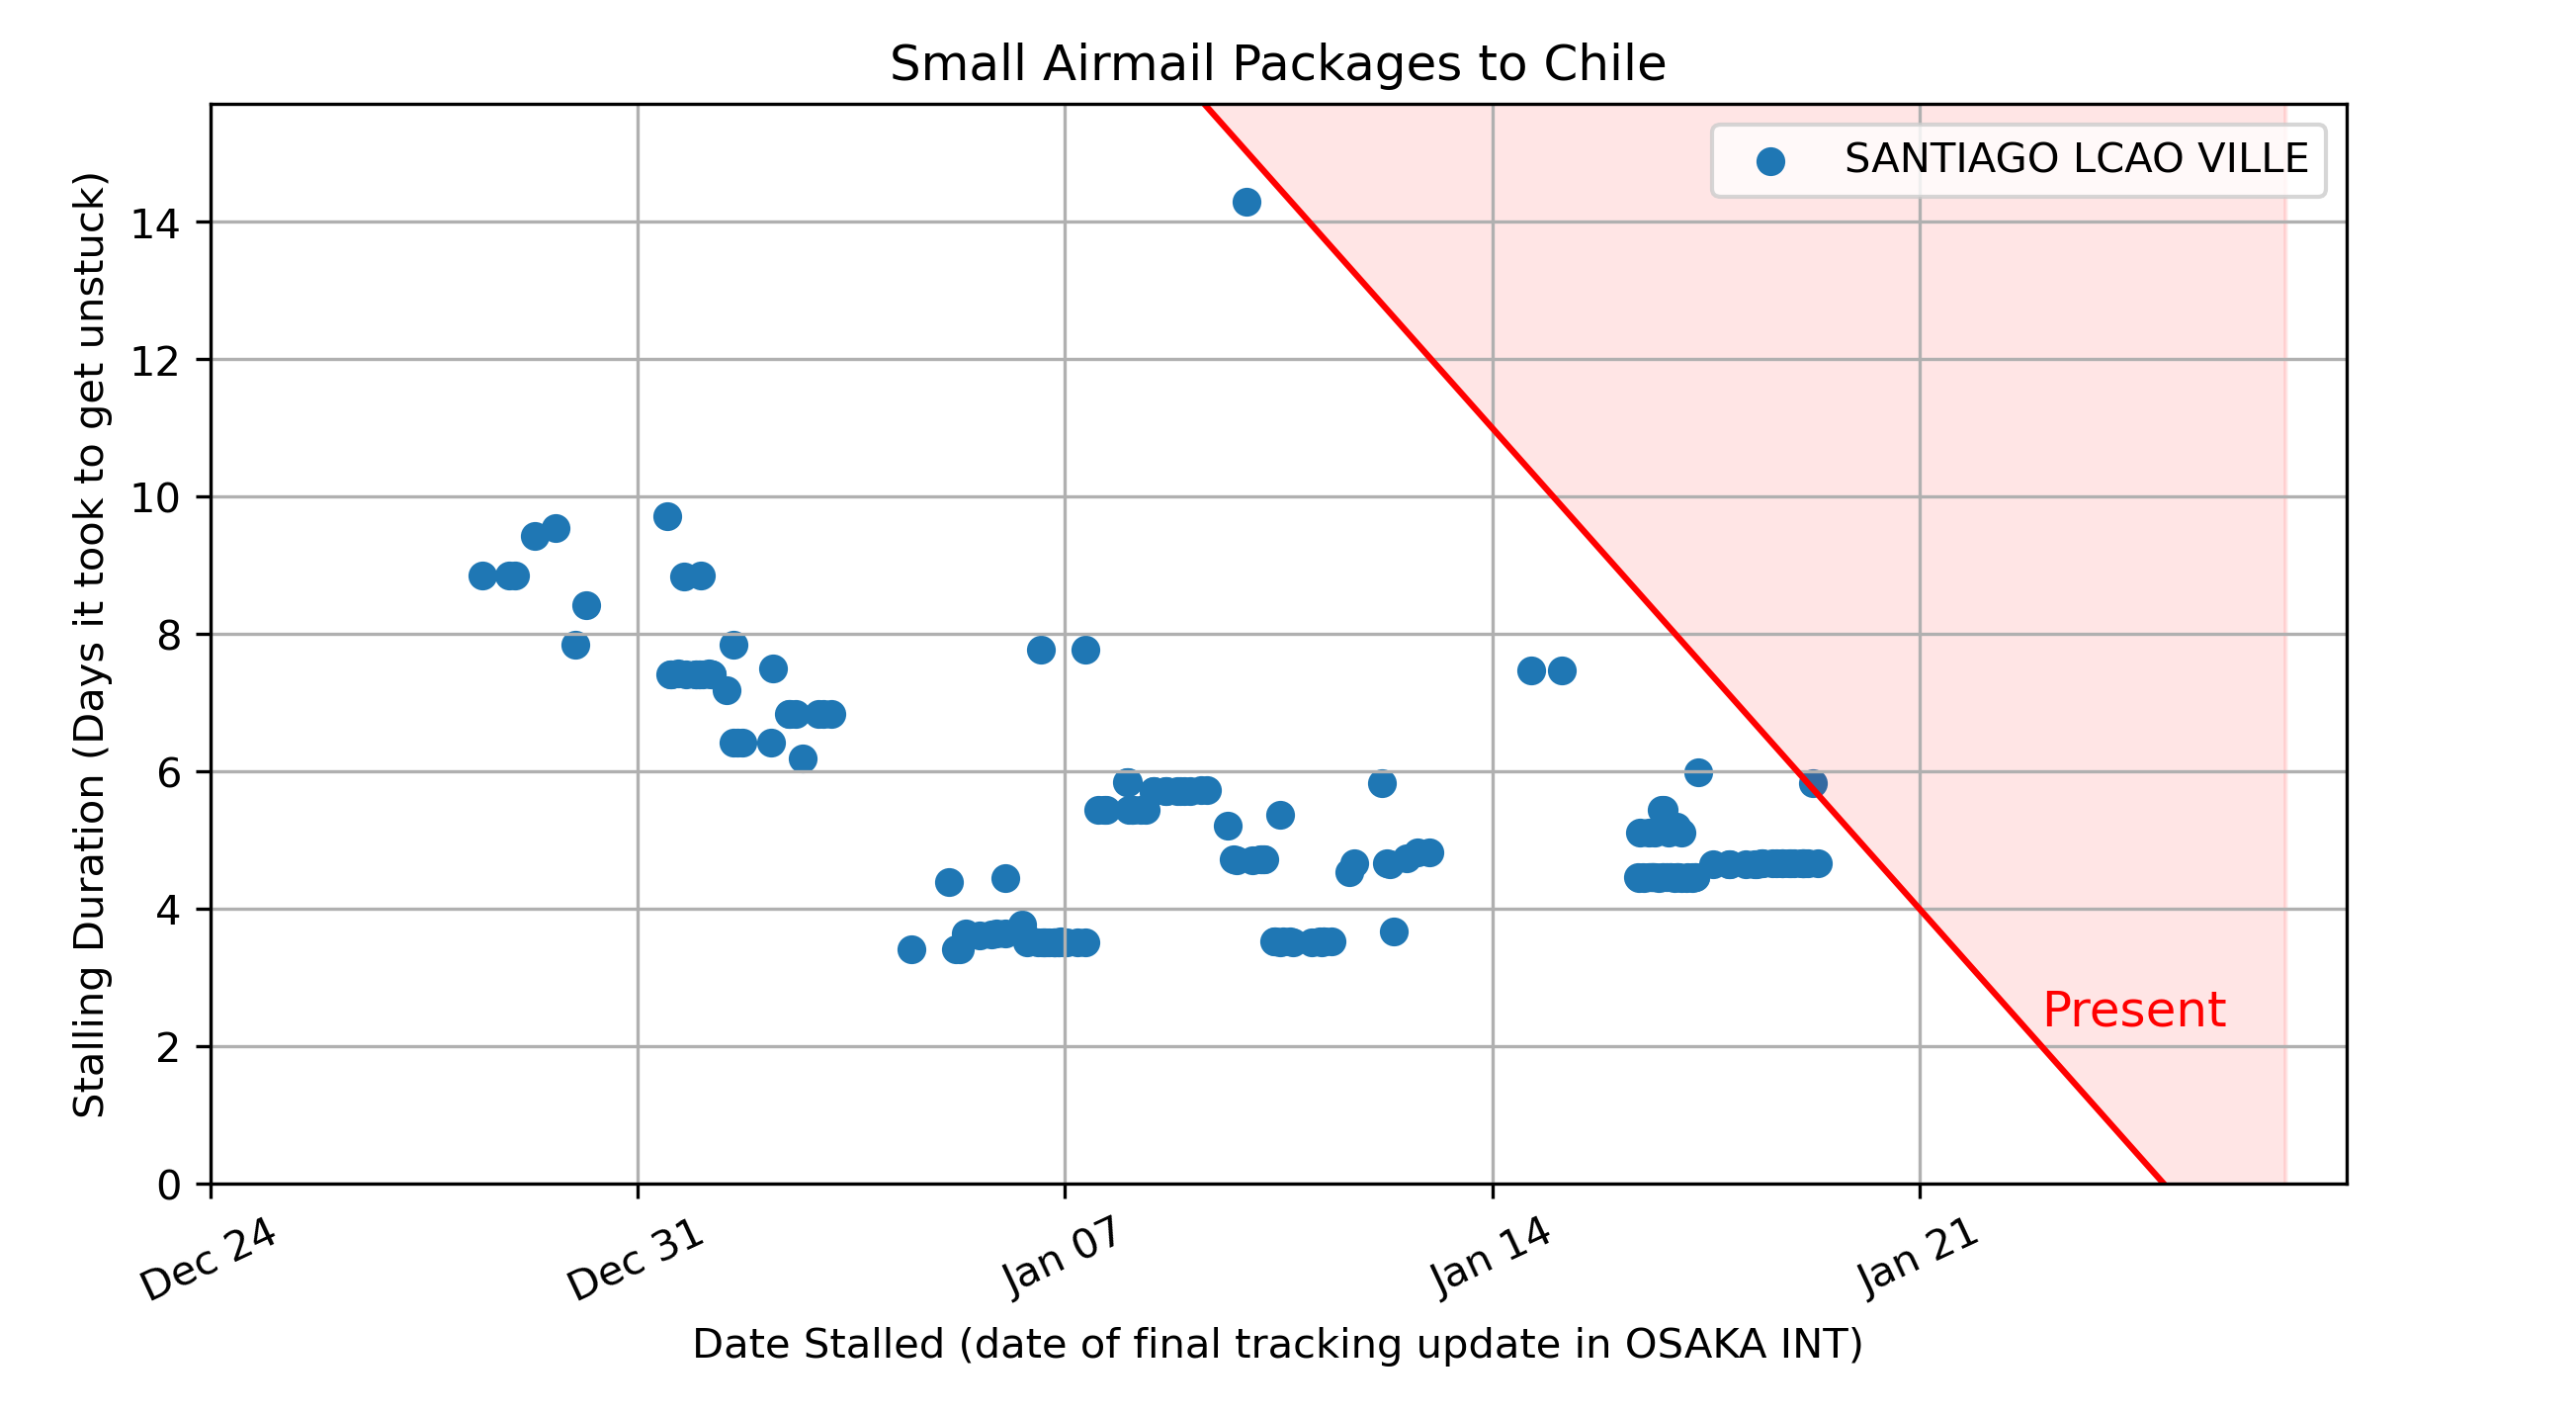 Small Airmail Packages to Chile
SANTIAGO LCAO VILLE
Stalling Duration (Days it took to get unstuck)
14
12
10
8
6
4
2
0
Present
Dec 24
Dec 31
Jan 07
Jan 14
Jan 21
Date Stalled (date of final tracking update in OSAKA INT)